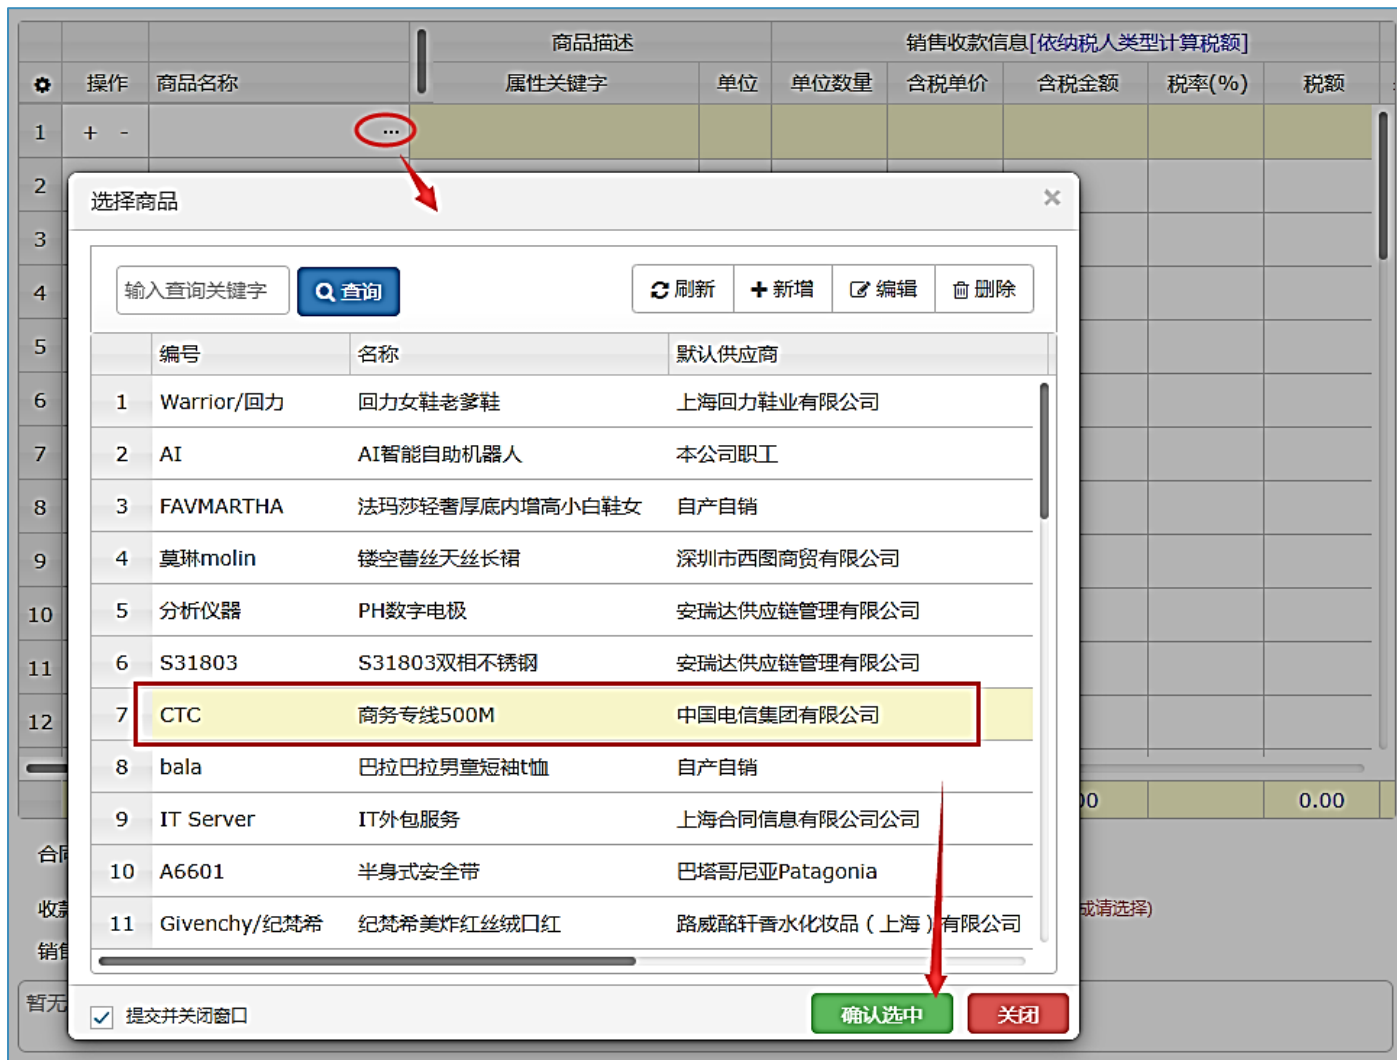 商品描述 销售收款信息[依纳税人类型计算税额]
操作 商品名称 属性关键字 单位 单位数量 含税单价 含税金额 税率(%) 税额
1 + - ...
2
选择商品 ×
3
4 输入查询关键字 查询 刷新 新增 编辑 删除
5 编号 名称 默认供应商
6 1 Warrior/回力 回力女鞋老爹鞋 上海回力鞋业有限公司
7 2 AI AI智能自助机器人 本公司职工
8 3 FAVMARTHA 法玛莎轻奢厚底内增高小白鞋女 自产自销
9 4 莫琳molin 镂空蕾丝天丝长裙 深圳市西图商贸有限公司
10 5 分析仪器 PH数字电极 安瑞达供应链管理有限公司
11 6 S31803 S31803双相不锈钢 安瑞达供应链管理有限公司
12 7 CTC 商务专线500M 中国电信集团有限公司
8 bala 巴拉巴拉男童短袖t恤 自产自销
00 0.00
9 IT Server IT外包服务 上海合同信息有限公司公司
合同
10 A6601 半身式安全带 巴塔哥尼亚Patagonia
收款 成请选择)
11 Givenchy/纪梵希 纪梵希美炸红丝绒口红 路威酩轩香水化妆品(上海)有限公司
销售
暂无 提交并关闭窗口 确认选中 关闭